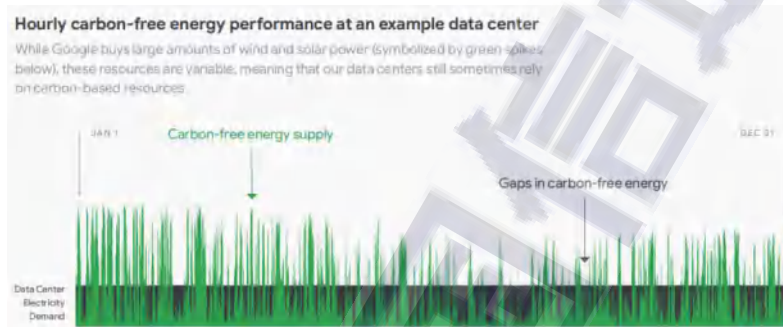 Hourly carbon-free energy performance at an example data center
While Google buys large amounts of wind and solar power (symbolized by green spikes
below), these resources are variable, meaning that our data centers still sometimes rely
on carbon-based resources.
JAN 1
Carbon-free energy supply
DEC 31
Gaps in carbon-free energy
Data Center
Electricity
Demand